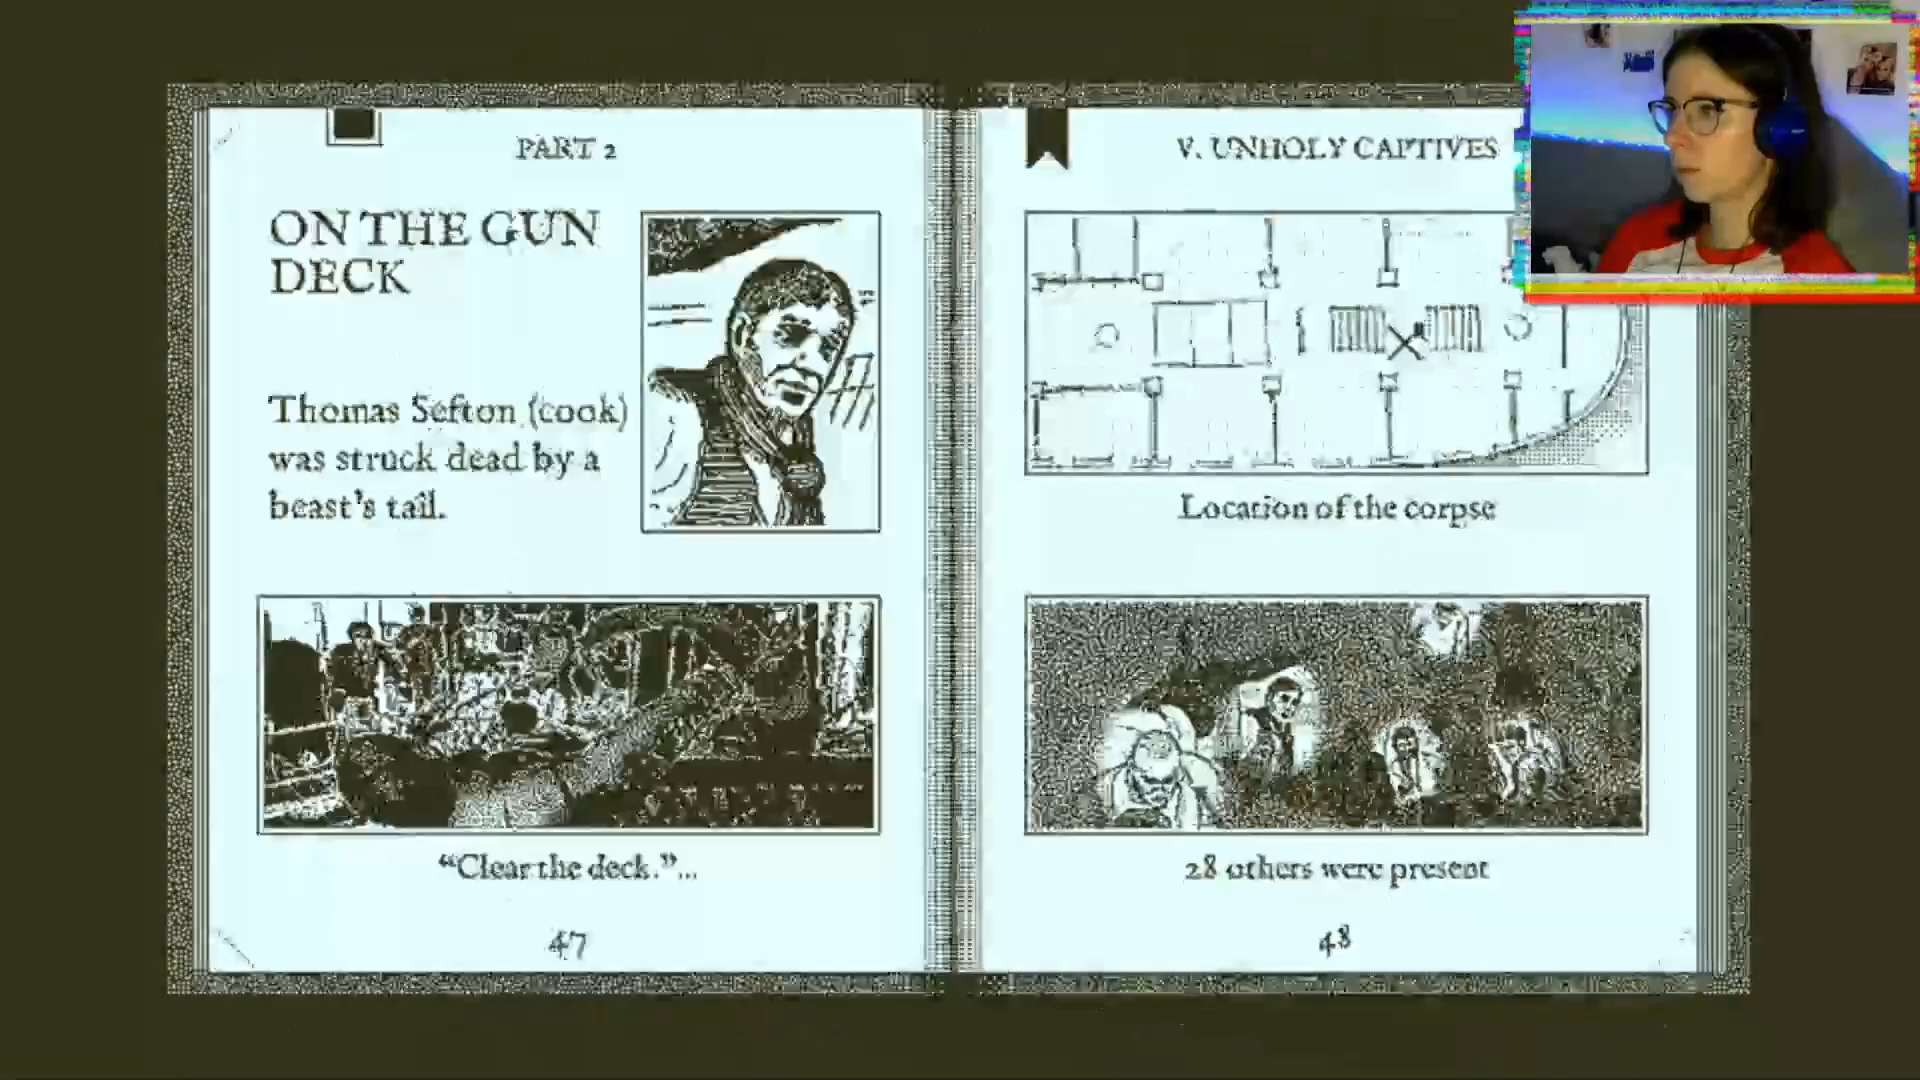 PART 2
ON THE GUN
DECK
Thomas Sefton (cook)
was struck dead by a
beast's tail.
"Clear the deck."...
47
V. UNHOLY CAPTIVES
Location of the corpse
28 others were present
48